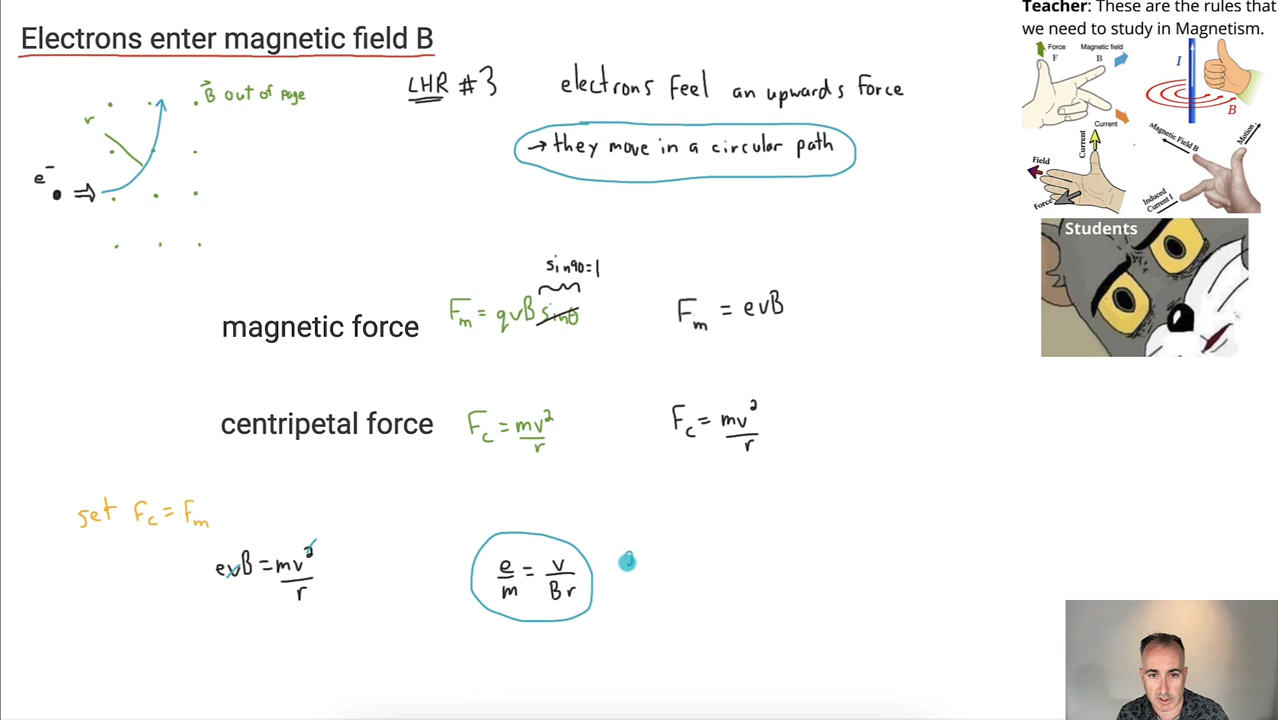 Electrons enter magnetic field B
Teacher: These are the rules that
we need to study in Magnetism.
Force
F
Magnetic field
B
Current
I
B
Current
Field
Force
Magnetic Field B
Motion
Induced
Current I
Students
B out of page
r
e⁻
LHR #3
electrons feel an upwards force
→ they move in a circular path
sin90=1
magnetic force
Fm = qvB sinθ
Fm = evB
centripetal force
Fc = mv²/r
Fc = mv²/r
set Fc = Fm
evB = mv²/r
e/m = v/Br